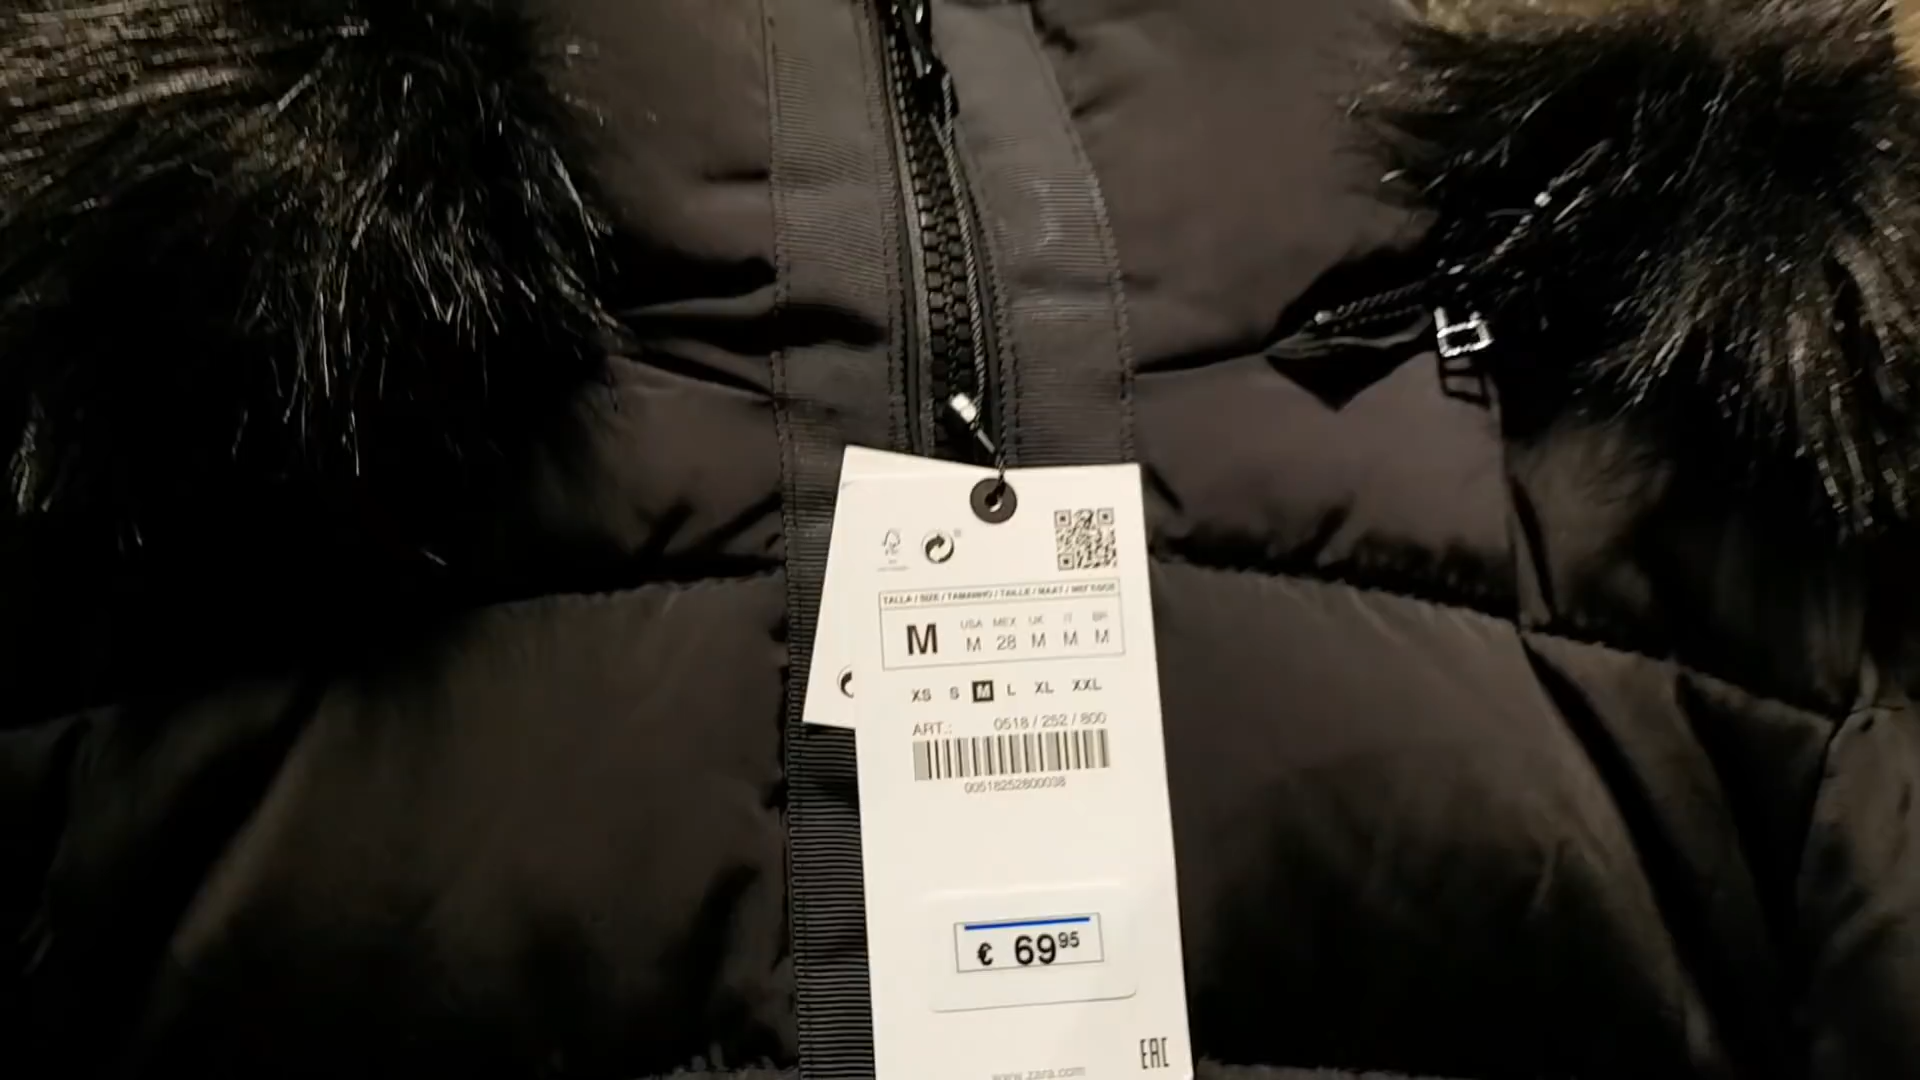 TALLA / SIZE / TAMANHO / TAILLE / MAAT /
M
USA MEX UK IT BR
M 28 M M M
XS S M L XL XXL
ART.: 0518 / 252 / 800
00518252800038
€ 69 95
EAC
www.zara.com